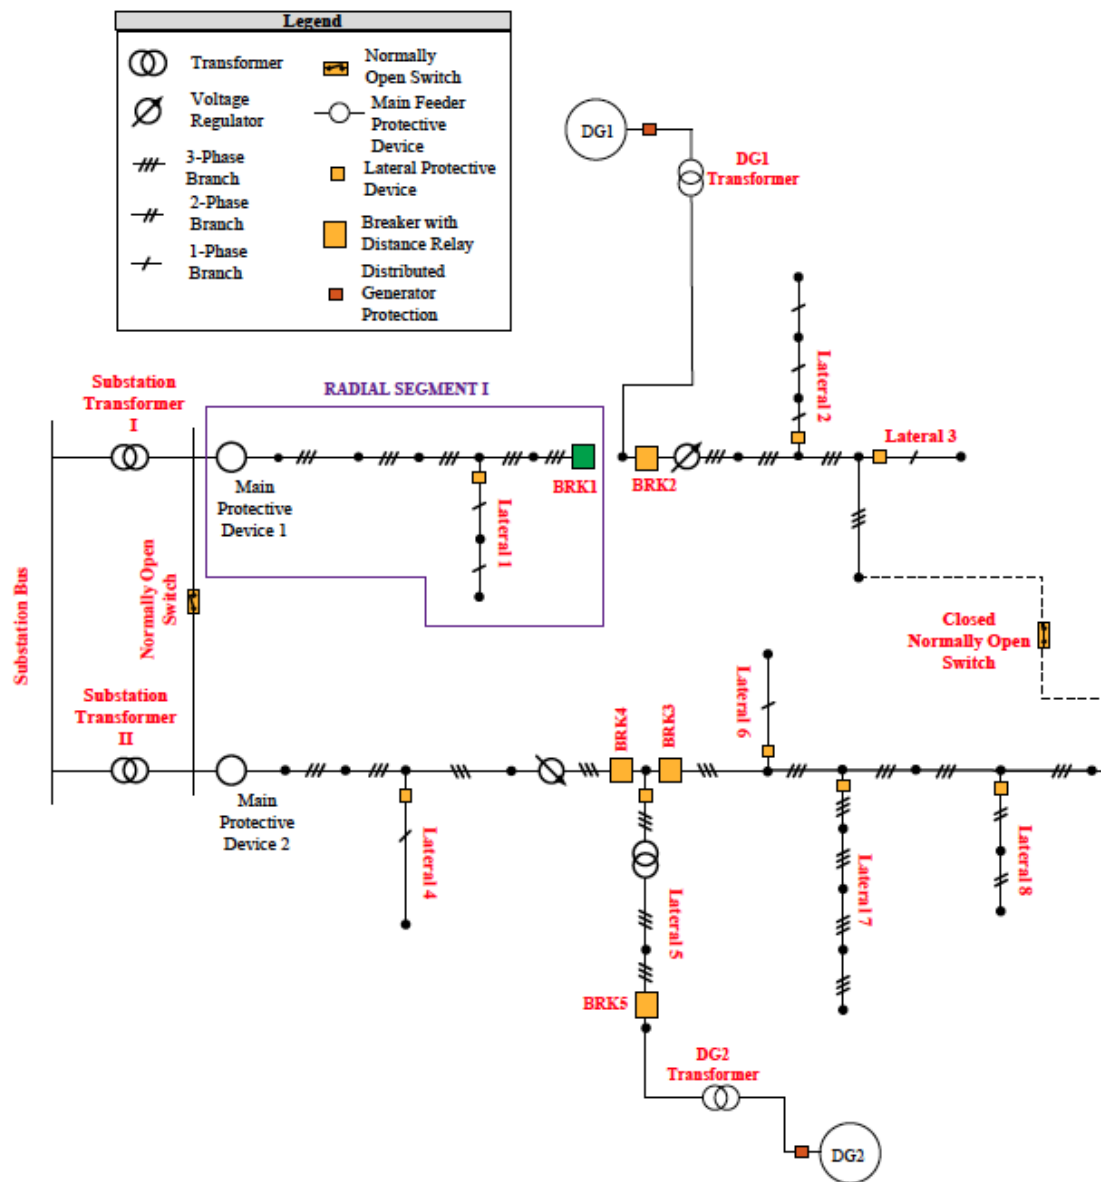 Legend
Transformer
Voltage
Regulator
3-Phase
Branch
2-Phase
Branch
1-Phase
Branch
Normally
Open Switch
Main Feeder
Protective
Device
Lateral Protective
Device
Breaker with
Distance Relay
Distributed
Generator
Protection
DG1
DG1
Transformer
Substation
Transformer
I
RADIAL SEGMENT I
Main
Protective
Device 1
Lateral 1
BRK1
BRK2
Lateral 2
Lateral 3
Substation Bus
Normally Open
Switch
Closed
Normally Open
Switch
Substation
Transformer
II
Main
Protective
Device 2
Lateral 4
BRK4
BRK3
Lateral 6
Lateral 5
Lateral 7
Lateral 8
BRK5
DG2
Transformer
DG2